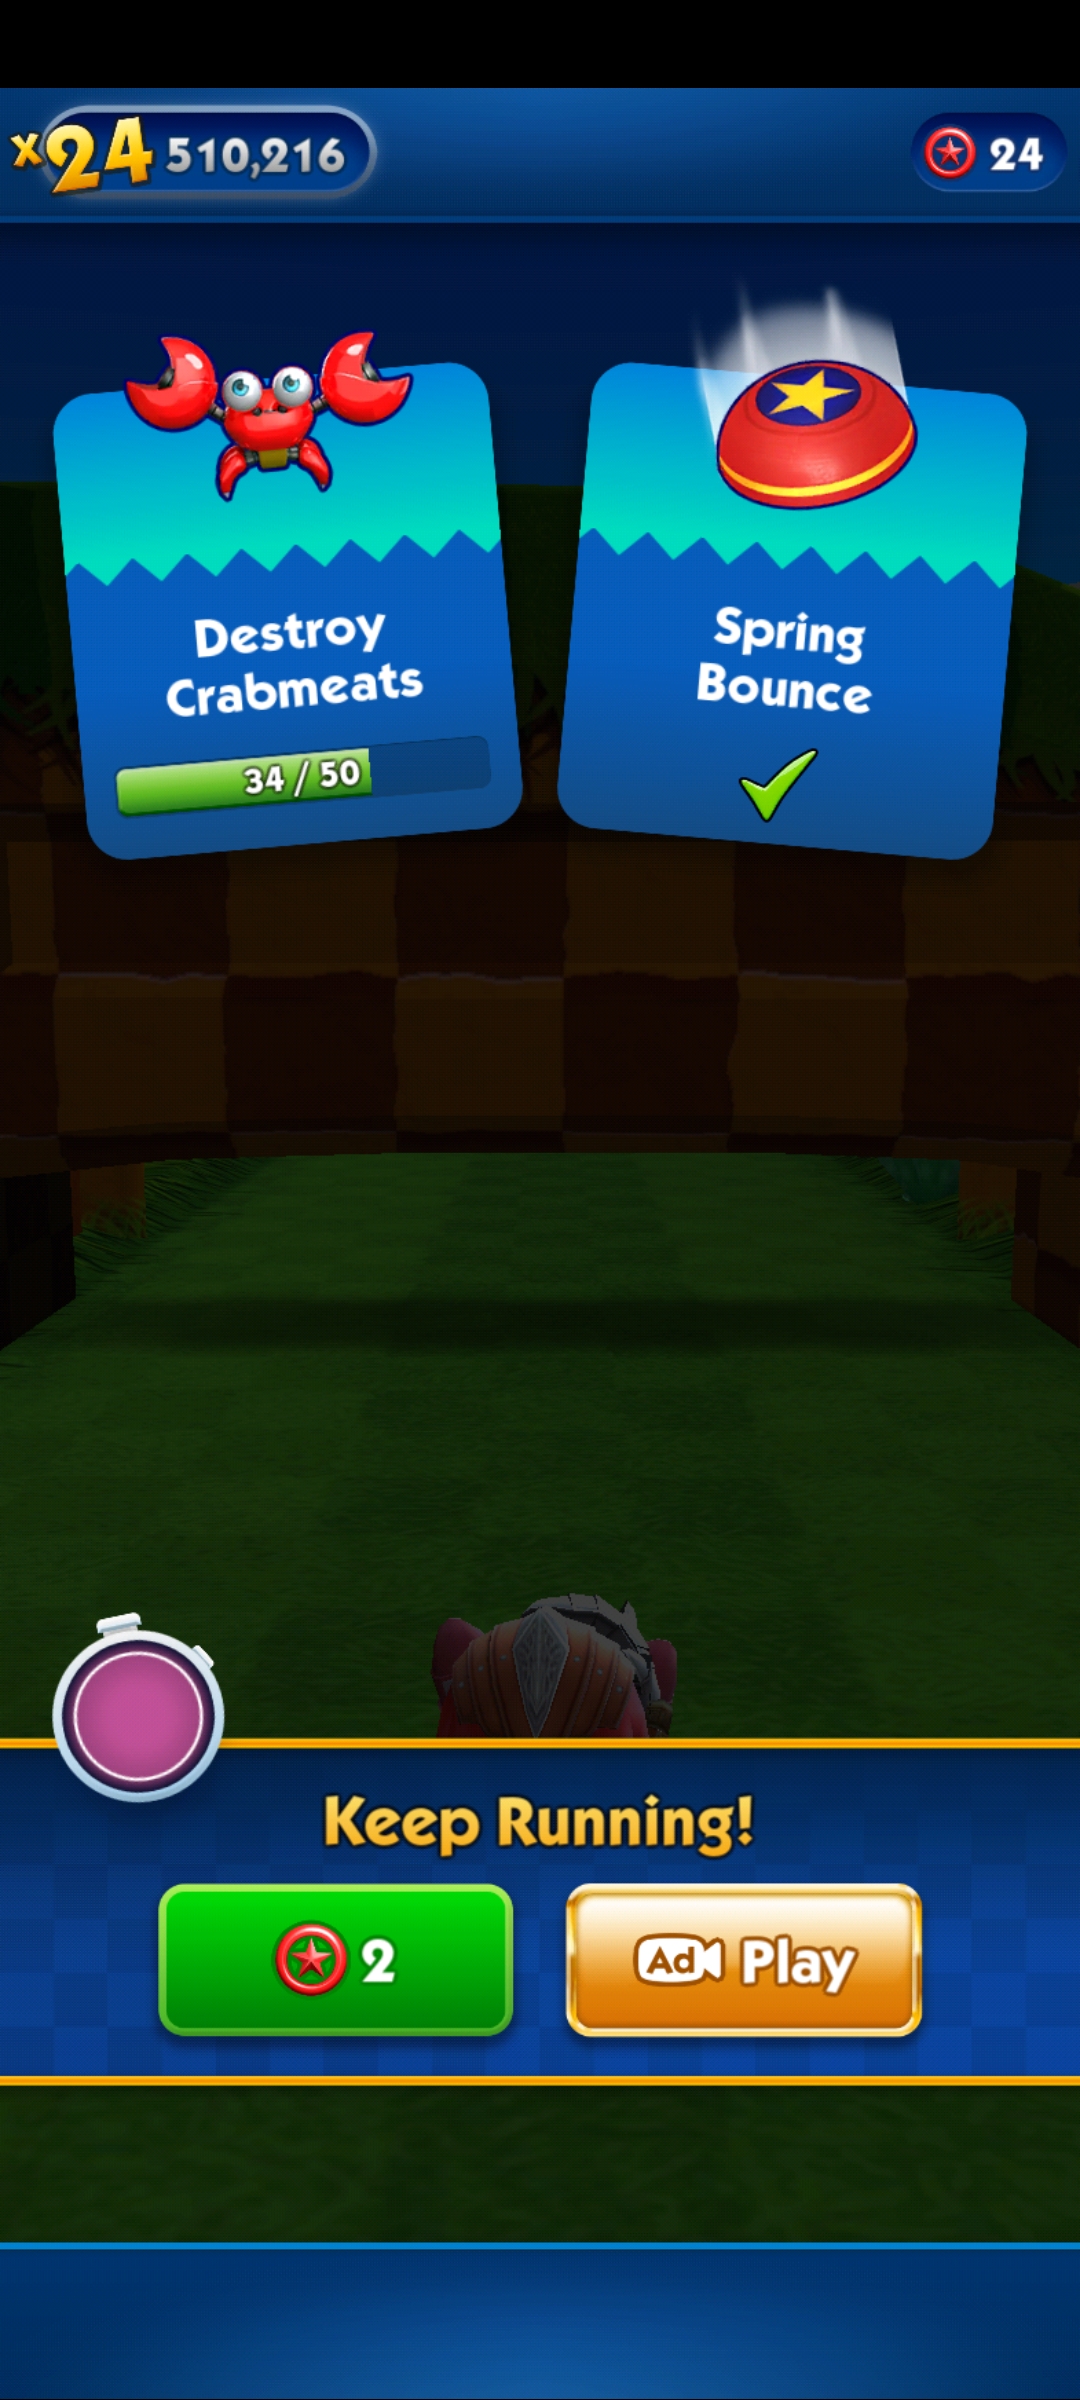 x24 510,216
24
Destroy
Crabmeats
34 / 50
Spring
Bounce
Keep Running!
2
Ad Play